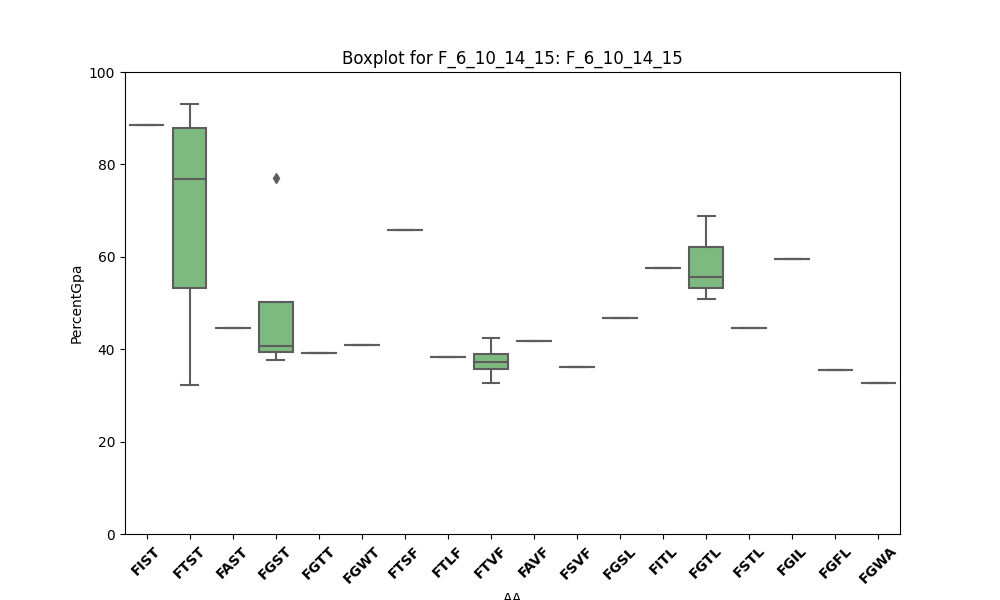 Boxplot for F_6_10_14_15: F_6_10_14_15
100
80
60
40
20
0
PercentGpa
FIST FTST FAST FGST FGTT FGWT FTSF FTLF FTVF FAVF FSVF FGSL FITL FGTL FSTL FGIL FGFL FGWA
AA